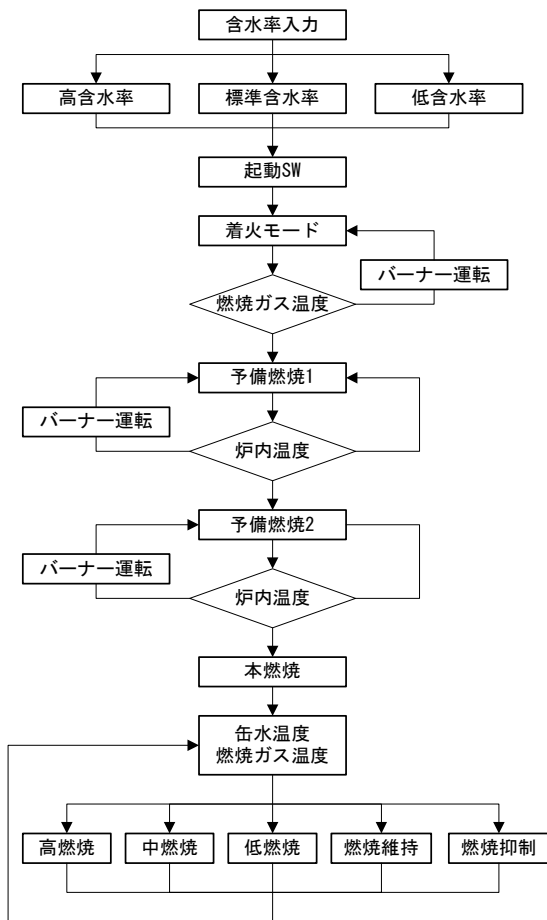 含水率入力
高含水率
標準含水率
低含水率
起動SW
着火モード
バーナー運転
燃焼ガス温度
予備燃焼1
バーナー運転
炉内温度
予備燃焼2
バーナー運転
炉内温度
本燃焼
缶水温度
燃焼ガス温度
高燃焼
中燃焼
低燃焼
燃焼維持
燃焼抑制